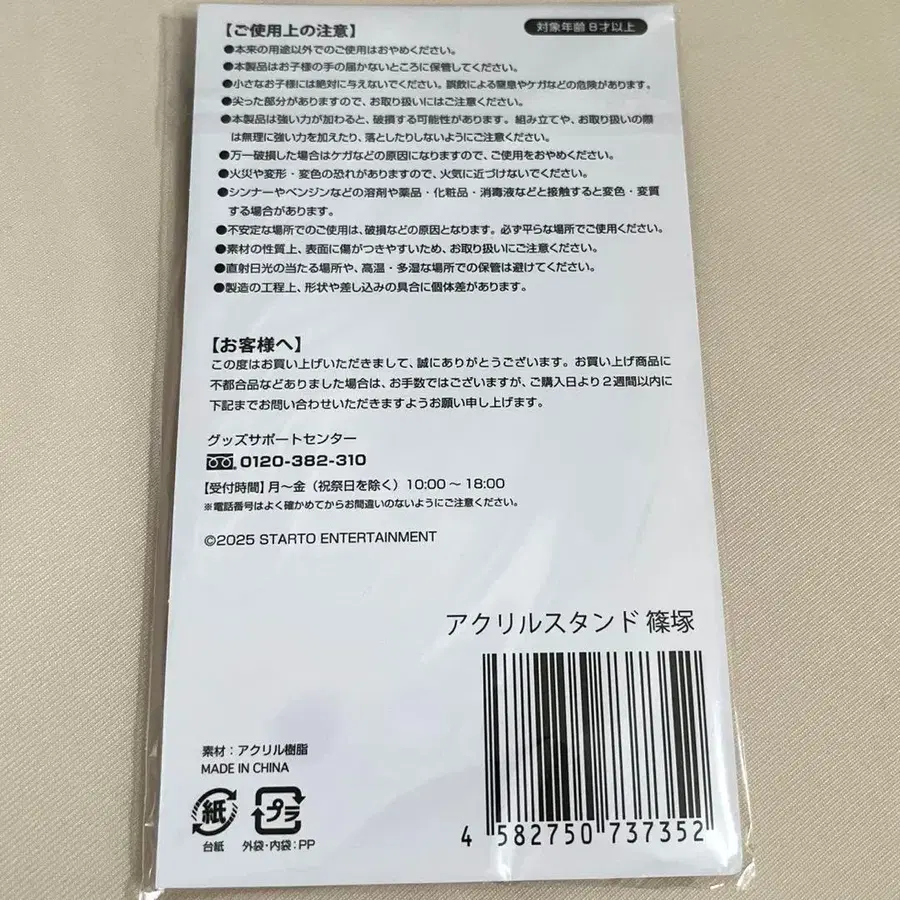 【ご使用上の注意】
対象年齢 8才以上
●本来の用途以外でのご使用はおやめください。
●本製品はお子様の手の届かないところに保管してください。
●小さなお子様には絶対に与えないでください。誤飲による窒息やケガなどの危険があります。
●尖った部分がありますので、お取り扱いにはご注意ください。
●本製品は強い力が加わると、破損する可能性があります。組み立てや、お取り扱いの際
は無理に強い力を加えたり、落としたりしないようにご注意ください。
●万一破損した場合はケガなどの原因になりますので、ご使用をおやめください。
●火災や変形・変色の恐れがありますので、火気に近づけないでください。
●シンナーやベンジンなどの溶剤や薬品・化粧品・消毒液などと接触すると変色・変質
する場合があります。
●不安定な場所でのご使用は、破損などの原因となります。必ず平らな場所でご使用ください。
●素材の性質上、表面に傷がつきやすいため、お取り扱いにご注意ください。
●直射日光の当たる場所や、高温・多湿な場所での保管は避けてください。
●製造の工程上、形状や差し込みの具合に個体差があります。
【お客様へ】
この度はお買い上げいただきまして、誠にありがとうございます。お買い上げ商品に
不都合品などありました場合は、お手数ではございますが、ご購入日より2週間以内に
下記までお問い合わせいただきますようお願い申し上げます。
グッズサポートセンター
0120-382-310
【受付時間】月～金（祝祭日を除く）10:00～18:00
※電話番号はよく確かめてからお間違いのないようにご注意ください。
©2025 STARTO ENTERTAINMENT
アクリルスタンド 篠塚
素材：アクリル樹脂
MADE IN CHINA
紙
プラ
台紙
外袋・内袋：PP
4 582750 737352